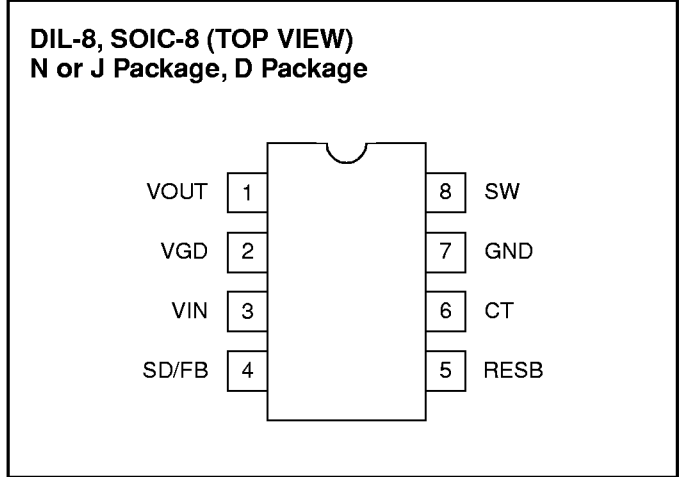 DIL-8, SOIC-8 (TOP VIEW)
N or J Package, D Package
VOUT 1 8 SW
VGD 2 7 GND
VIN 3 6 CT
SD/FB 4 5 RESB